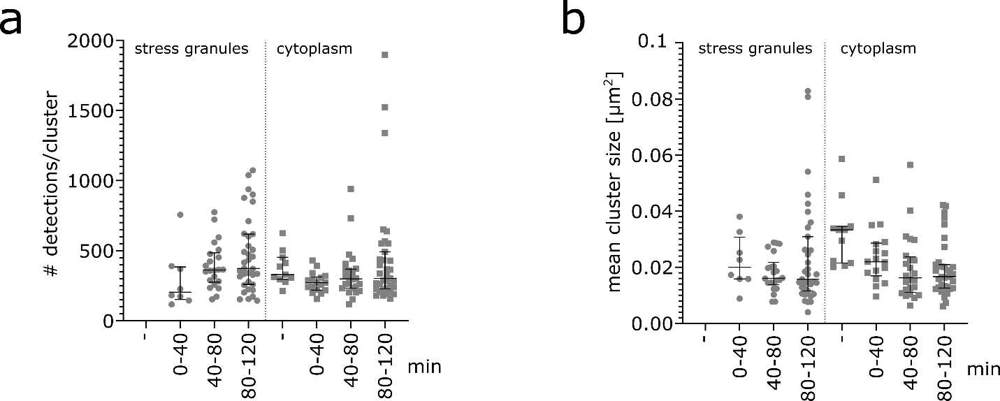 a
# detections/cluster
2000
1500
1000
500
0
stress granules
cytoplasm
-
0-40
40-80
80-120
-
0-40
40-80
80-120
min
b
mean cluster size [µm²]
0.1
0.08
0.06
0.04
0.02
0.00
stress granules
cytoplasm
-
0-40
40-80
80-120
-
0-40
40-80
80-120
min